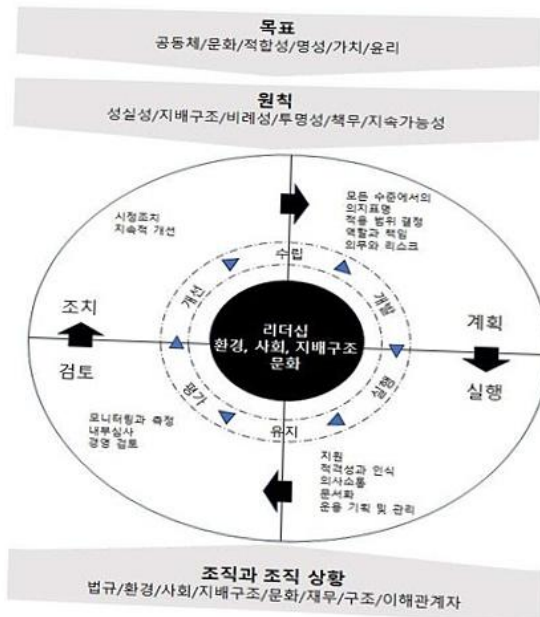 목표
공동체/문화/적합성/명성/가치/윤리
원칙
성실성/지배구조/비례성/투명성/책무/지속가능성
시정조치
지속적 개선
모든 수준에서의
의지표명
적용 범위 결정
역할과 책임
의무와 리스크
수립
개선
개발
조치
계획
리더십
환경, 사회, 지배구조
문화
검토
실행
평가
실행
유지
모니터링과 측정
내부심사
경영 검토
지원
적격성과 인식
의사소통
문서화
운용 기획 및 관리
조직과 조직 상황
법규/환경/사회/지배구조/문화/재무/구조/이해관계자